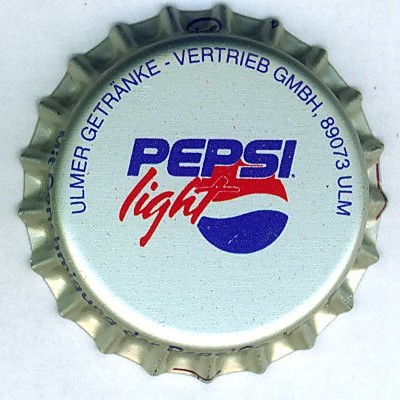 ULMER GETRÄNKE - VERTRIEB GMBH, 89073 ULM
PEPSI
light